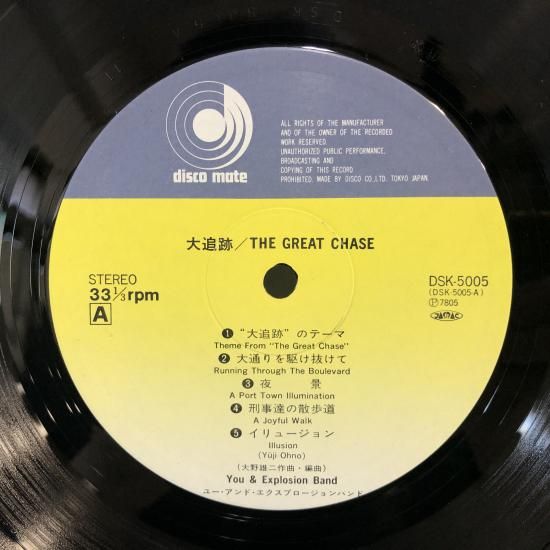 disco mate
ALL RIGHTS OF THE MANUFACTURER
AND OF THE OWNER OF THE RECORDED
WORK RESERVED.
UNAUTHORIZED PUBLIC PERFORMANCE,
BROADCASTING AND
COPYING OF THIS RECORD
PROHIBITED. MADE BY DISCO CO., LTD. TOKYO JAPAN.
大追跡/THE GREAT CHASE
STEREO
33 1/3 rpm
A
DSK-5005
(DSK-5005-A)
Ⓟ7805
JASRAC
❶ “大追跡”のテーマ
Theme From "The Great Chase"
❷ 大通りを駆け抜けて
Running Through The Boulevard
❸ 夜景
A Port Town Illumination
❹ 刑事達の散歩道
A Joyful Walk
❺ イリュージョン
Illusion
(Yūji Ohno)
(大野雄二作曲・編曲)
You & Explosion Band
ユー・アンド・エクスプロージョンバンド